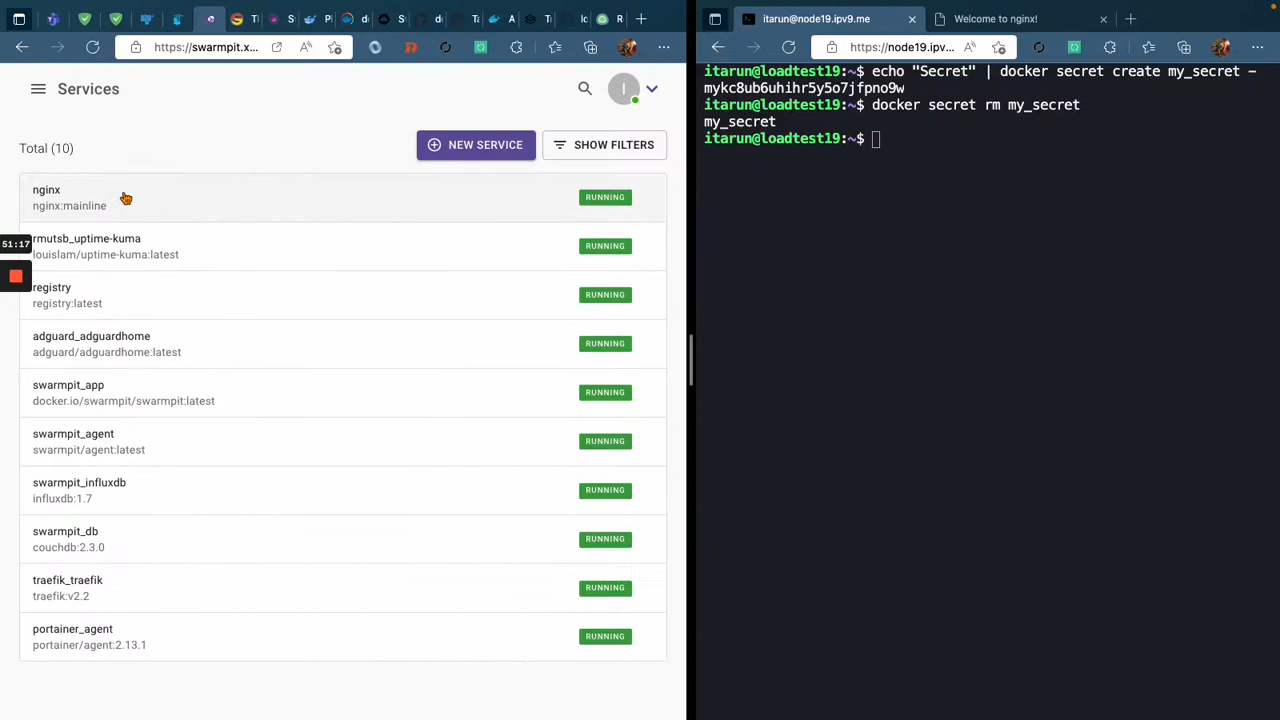 itarun@node19.ipv9.me
Welcome to nginx!
https://swarmpit.x...
https://node19.ipv...
Services
I
Total (10)
NEW SERVICE
SHOW FILTERS
nginx
nginx:mainline
RUNNING
51:17
rmutsb_uptime-kuma
louislam/uptime-kuma:latest
RUNNING
registry
registry:latest
RUNNING
adguard_adguardhome
adguard/adguardhome:latest
RUNNING
swarmpit_app
docker.io/swarmpit/swarmpit:latest
RUNNING
swarmpit_agent
swarmpit/agent:latest
RUNNING
swarmpit_influxdb
influxdb:1.7
RUNNING
swarmpit_db
couchdb:2.3.0
RUNNING
traefik_traefik
traefik:v2.2
RUNNING
portainer_agent
portainer/agent:2.13.1
RUNNING
itarun@loadtest19:~$ echo "Secret" | docker secret create my_secret -
mykc8ub6uhihr5y5o7jfpno9w
itarun@loadtest19:~$ docker secret rm my_secret
my_secret
itarun@loadtest19:~$